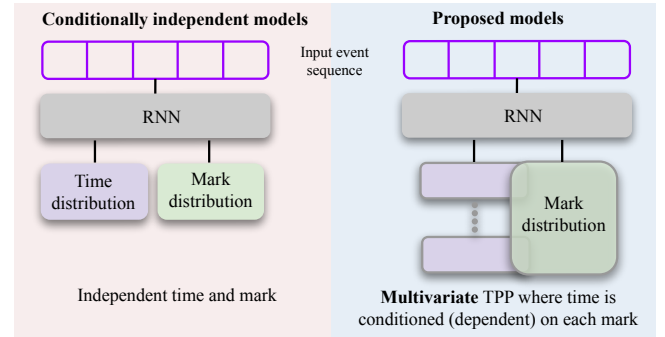 Conditionally independent models
Proposed models
Input event
sequence
RNN
RNN
Time
distribution
Mark
distribution
Mark
distribution
Independent time and mark
Multivariate TPP where time is
conditioned (dependent) on each mark